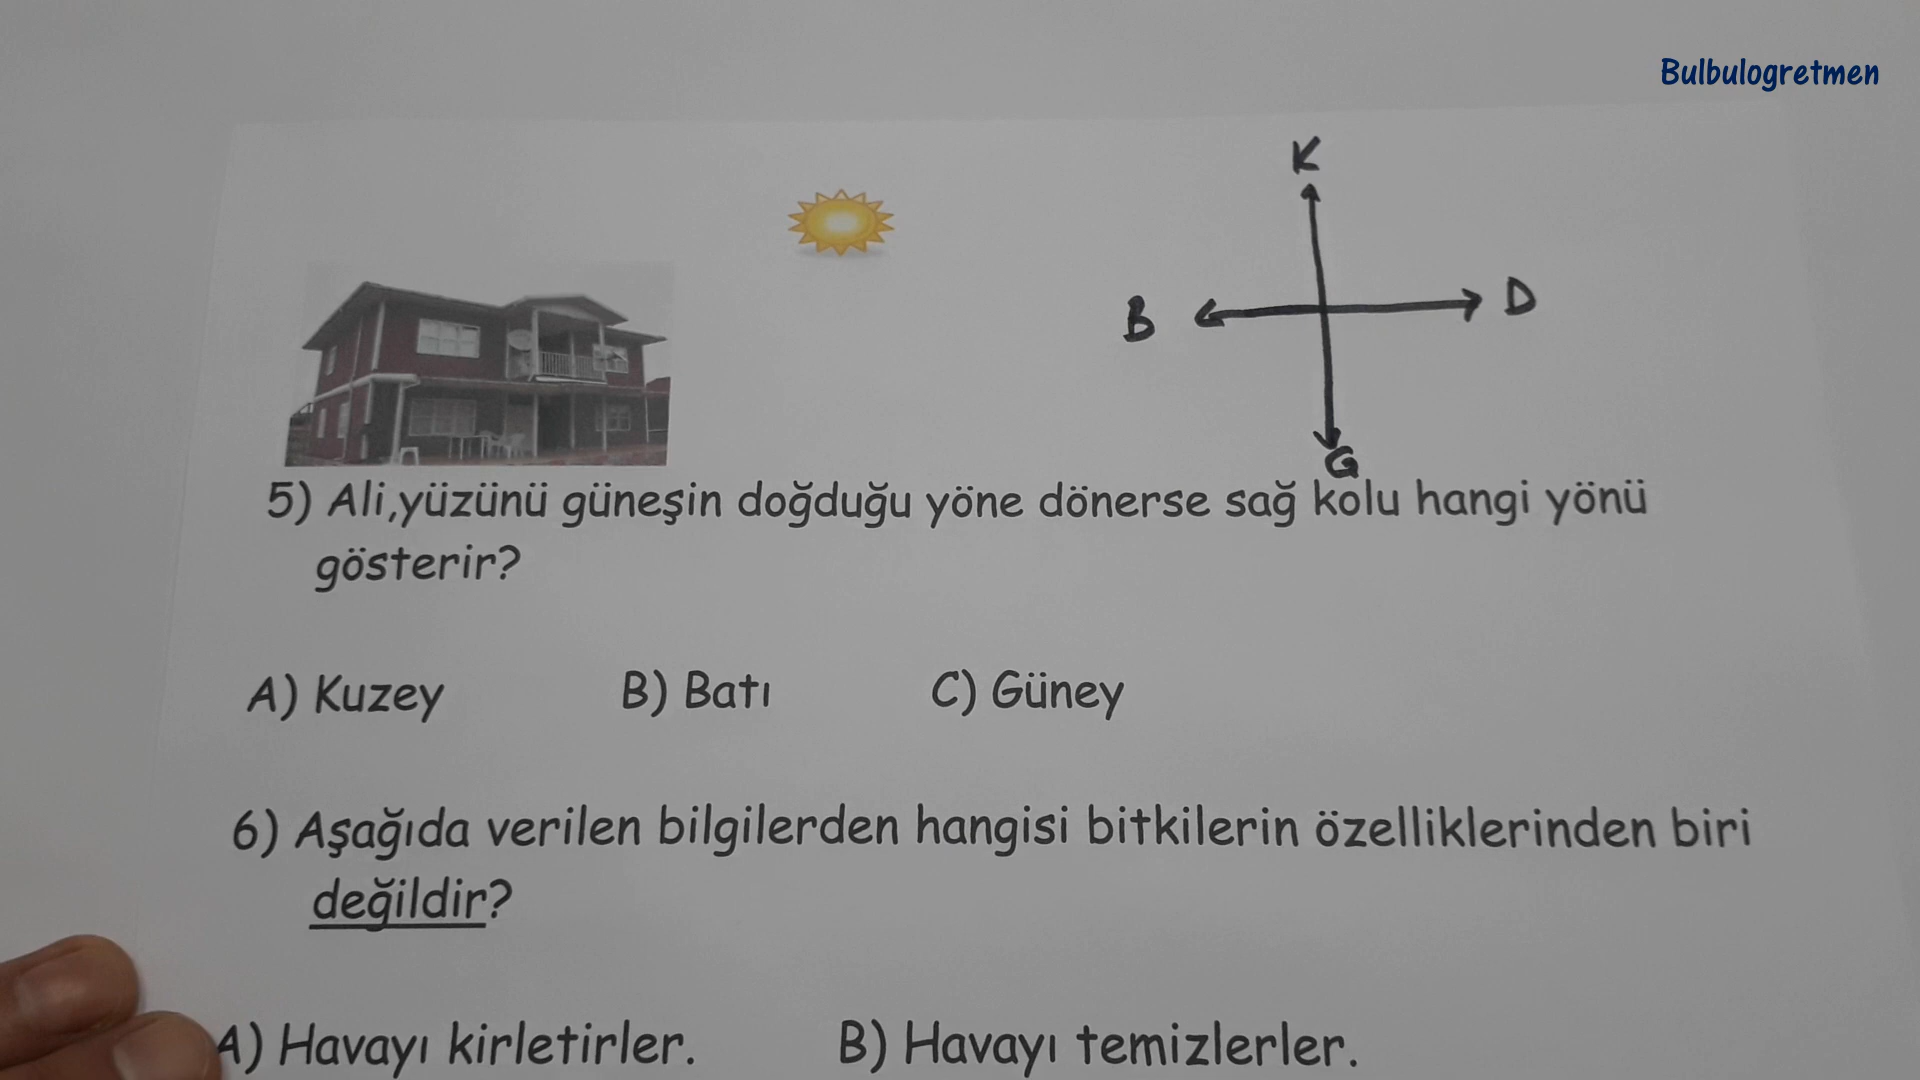 Bulbulogretmen
K
B
D
G
5) Ali,yüzünü güneşin doğduğu yöne dönerse sağ kolu hangi yönü
gösterir?
A) Kuzey B) Batı C) Güney
6) Aşağıda verilen bilgilerden hangisi bitkilerin özelliklerinden biri
değildir?
A) Havayı kirletirler. B) Havayı temizlerler.